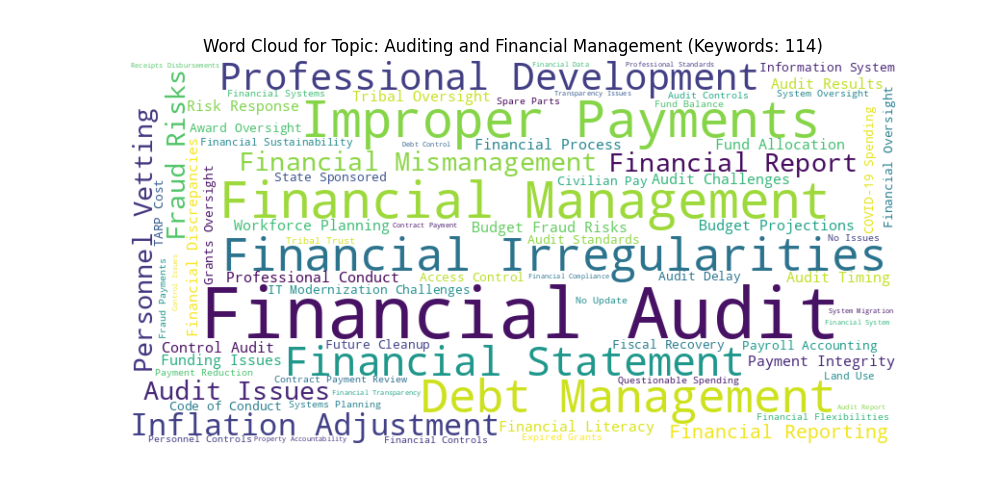 Word Cloud for Topic: Auditing and Financial Management (Keywords: 114)
Receipts Disbursements
Professional Development
Financial Data
Professional Standards
Information System
Financial Systems
Tribal Oversight
Spare Parts
Transparency Issues
Audit Controls
System Oversight
Audit Results
Fund Balance
Risk Response
Improper Payments
Award Oversight
Financial Sustainability
Debt Control
Financial Process
Fund Allocation
Financial Mismanagement
Financial Report
State Sponsored
Civilian Pay
Audit Challenges
Financial Management
Workforce Planning
Contract Payment
Budget Fraud Risks
Budget Projections
Tribal Trust
Audit Standards
No Issues
Financial Irregularities
Professional Conduct
Access Control
Financial Compliance
Audit Delay
Audit Timing
IT Modernization Challenges
No Update
System Migration
Financial System
Financial Audit
Control Audit
Future Cleanup
Fiscal Recovery
Payroll Accounting
Funding Issues
Financial Statement
Payment Integrity
Payment Reduction
Contract Payment Review
Questionable Spending
Land Use
Audit Issues
Financial Transparency
Debt Management
Code of Conduct
Systems Planning
Audit Report
Financial Flexibilities
Inflation Adjustment
Financial Literacy
Financial Reporting
Personnel Controls
Property Accountability
Financial Controls
Expired Grants
Personnel Vetting
TARP Cost
Fraud Payments
Control Issues
Fraud Risks
Financial Discrepancies
Grants Oversight
COVID-19 Spending
Financial Oversight